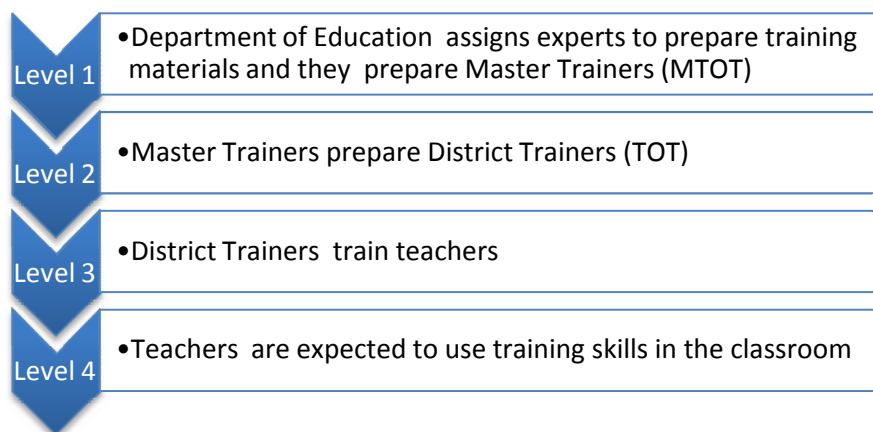 Level 1
•Department of Education assigns experts to prepare training
materials and they prepare Master Trainers (MTOT)
Level 2
•Master Trainers prepare District Trainers (TOT)
Level 3
•District Trainers train teachers
Level 4
•Teachers are expected to use training skills in the classroom